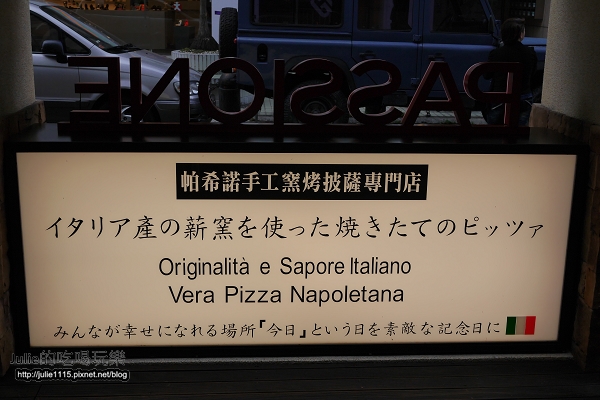 PASSIONE
帕希諾手工窯烤披薩專門店
イタリア產の薪窯を使った焼きたてのピッツァ
Originalità e Sapore Italiano
Vera Pizza Napoletana
みんなが幸せになれる場所『今日』という日を素敵な記念日に
Julie的吃喝玩樂
http://julie1115.pixnet.net/blog